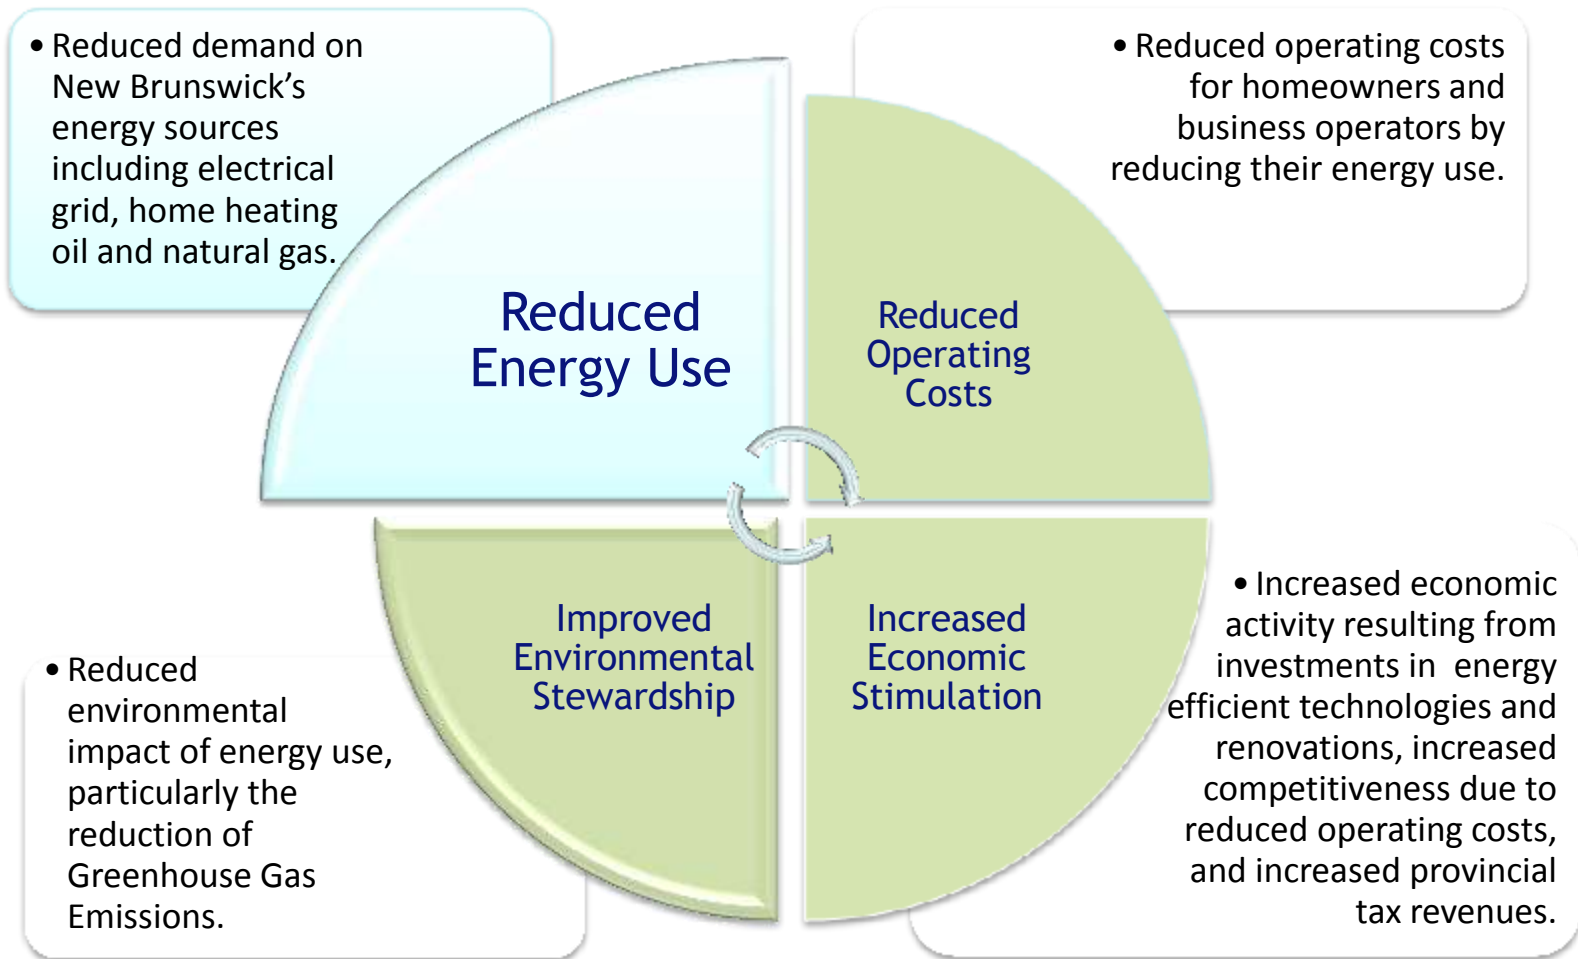 • Reduced demand on
New Brunswick’s
energy sources
including electrical
grid, home heating
oil and natural gas.
• Reduced operating costs
for homeowners and
business operators by
reducing their energy use.
Reduced
Energy Use
Reduced
Operating
Costs
Improved
Environmental
Stewardship
Increased
Economic
Stimulation
• Reduced
environmental
impact of energy use,
particularly the
reduction of
Greenhouse Gas
Emissions.
• Increased economic
activity resulting from
investments in  energy
efficient technologies and
renovations, increased
competitiveness due to
reduced operating costs,
and increased provincial
tax revenues.